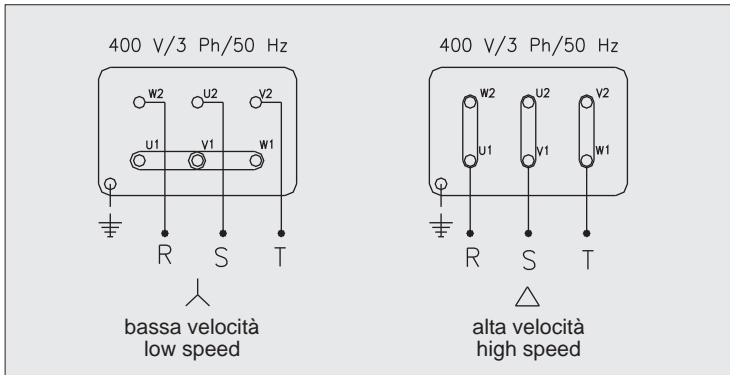 400 V/3 Ph/50 Hz
W2 U2 V2
U1 V1 W1
R S T
bassa velocità
low speed
400 V/3 Ph/50 Hz
W2 U2 V2
U1 V1 W1
R S T
alta velocità
high speed